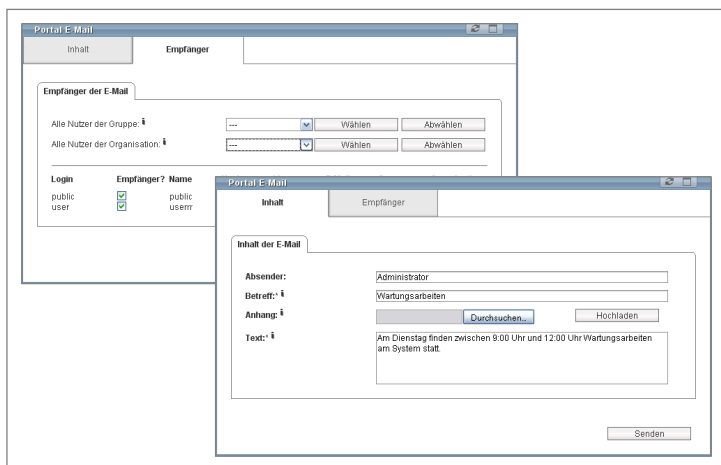 Portal E-Mail
Inhalt Empfänger
Empfänger der E-Mail
Alle Nutzer der Gruppe: i --- Wählen Abwählen
Alle Nutzer der Organisation: i --- Wählen Abwählen
Login Empfänger? Name
public public
user userrr
Portal E-Mail
Inhalt Empfänger
Inhalt der E-Mail
Absender: Administrator
Betreff:* i Wartungsarbeiten
Anhang: i Durchsuchen... Hochladen
Text:* i Am Dienstag finden zwischen 9:00 Uhr und 12:00 Uhr Wartungsarbeiten
am System statt.
Senden